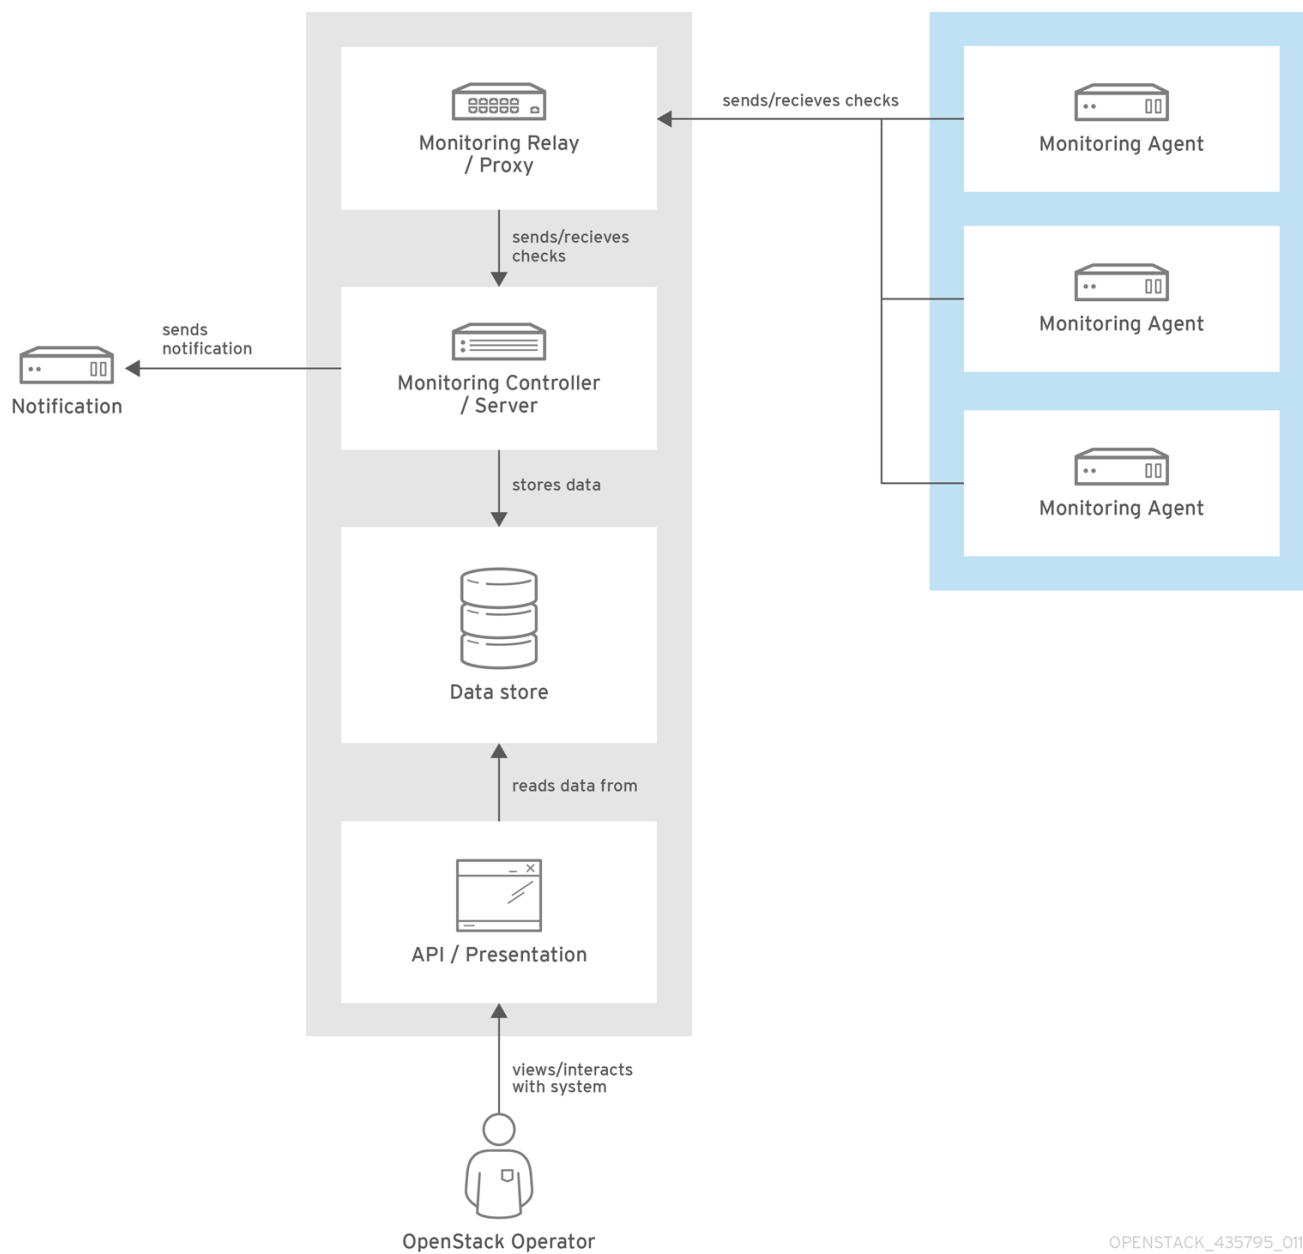 sends/recieves checks
Monitoring Relay
/ Proxy
Monitoring Agent
sends/recieves
checks
Monitoring Agent
sends
notification
Notification
Monitoring Controller
/ Server
stores data
Monitoring Agent
Data store
reads data from
API / Presentation
views/interacts
with system
OpenStack Operator
OPENSTACK_435795_011